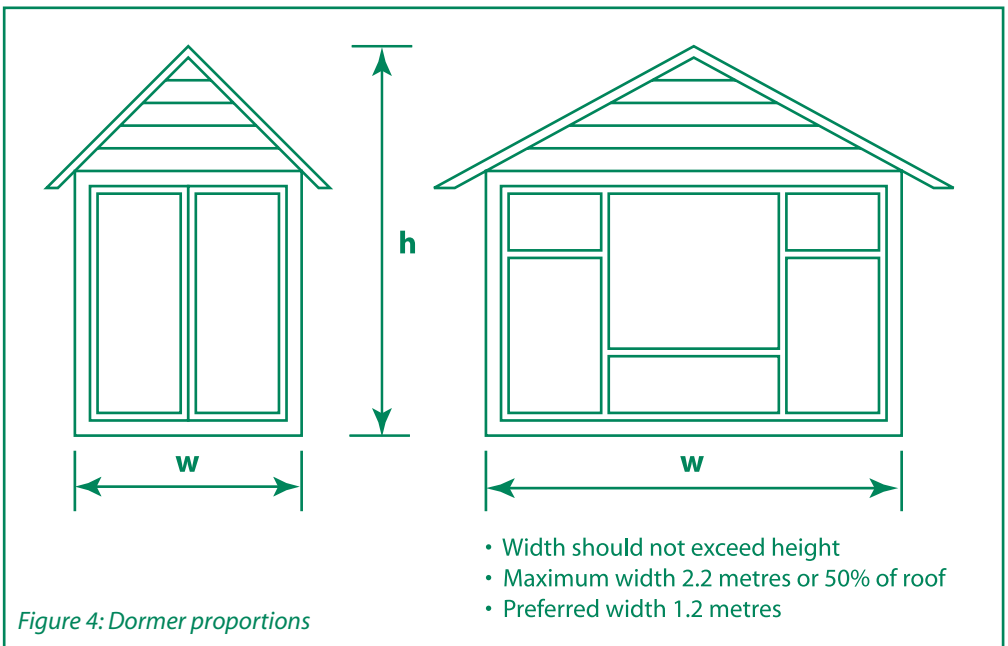 h
w
w
• Width should not exceed height
• Maximum width 2.2 metres or 50% of roof
• Preferred width 1.2 metres
Figure 4: Dormer proportions